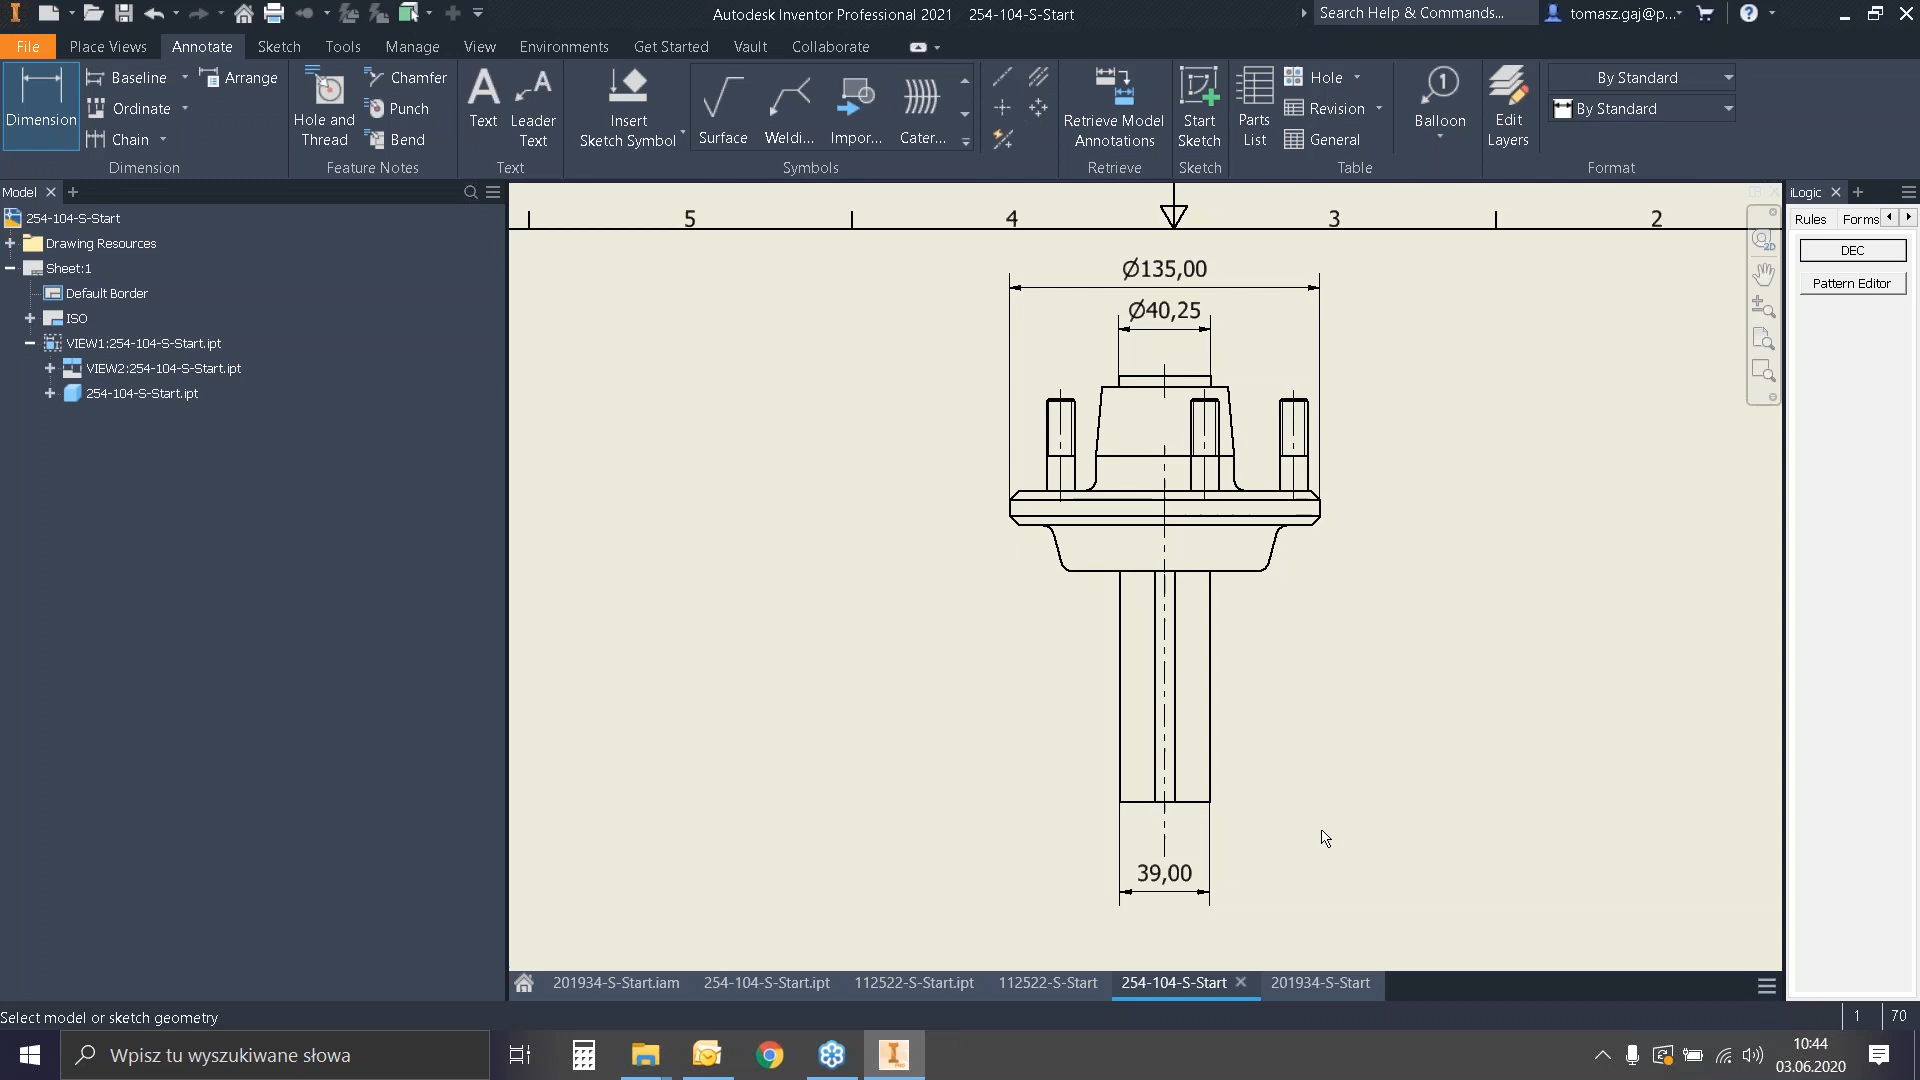 Autodesk Inventor Professional 2021 254-104-S-Start
Search Help & Commands...
tomasz.gaj@p...
File Place Views Annotate Sketch Tools Manage View Environments Get Started Vault Collaborate
Dimension
Baseline
Ordinate
Chain
Arrange
Dimension
Hole and
Thread
Chamfer
Punch
Bend
Feature Notes
Text
Leader
Text
Text
Insert
Sketch Symbol
Surface
Weldi...
Impor...
Cater...
Symbols
Retrieve Model
Annotations
Retrieve
Start
Sketch
Sketch
Parts
List
Hole
Revision
General
Table
Balloon
Edit
Layers
By Standard
By Standard
Format
Model
254-104-S-Start
Drawing Resources
Sheet:1
Default Border
ISO
VIEW1:254-104-S-Start.ipt
VIEW2:254-104-S-Start.ipt
254-104-S-Start.ipt
5 4 3 2
Ø135,00
Ø40,25
39,00
iLogic
Rules Forms
DEC
Pattern Editor
201934-S-Start.iam 254-104-S-Start.ipt 112522-S-Start.ipt 112522-S-Start 254-104-S-Start 201934-S-Start
Select model or sketch geometry
1 70
Wpisz tu wyszukiwane słowa
10:44
03.06.2020